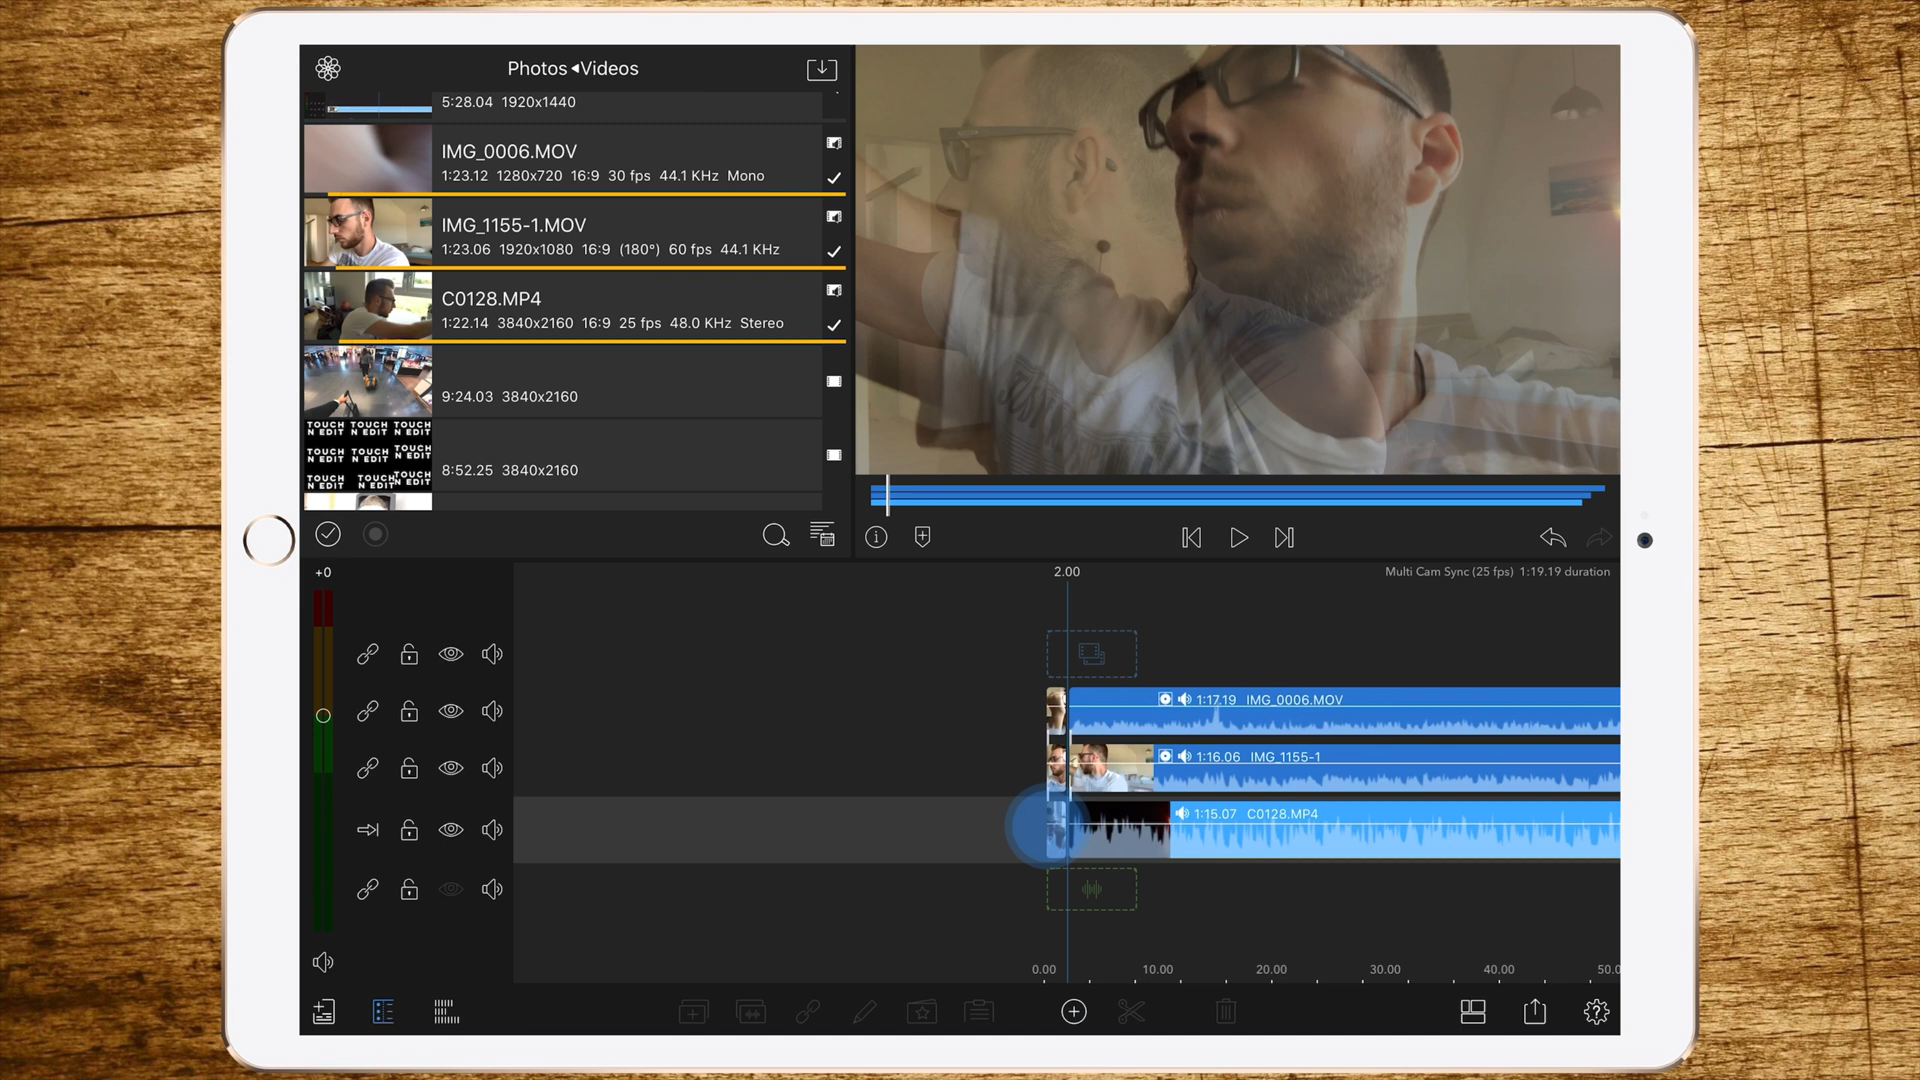 Photos ◂Videos
5:28.04 1920x1440
IMG_0006.MOV
1:23.12 1280x720 16:9 30 fps 44.1 KHz Mono
IMG_1155-1.MOV
1:23.06 1920x1080 16:9 (180°) 60 fps 44.1 KHz
C0128.MP4
1:22.14 3840x2160 16:9 25 fps 48.0 KHz Stereo
9:24.03 3840x2160
TOUCH TOUCH TOUCH
N EDIT N EDIT N EDIT
TOUCH TOUCH TOUCH
N EDIT N EDIT N EDIT
TOUCH TOUCH TOUCH
N EDIT N EDIT N EDIT
8:52.25 3840x2160
+0
2.00
Multi Cam Sync (25 fps) 1:19.19 duration
1:17.19 IMG_0006.MOV
1:16.06 IMG_1155-1
1:15.07 C0128.MP4
0.00 10.00 20.00 30.00 40.00 50.0